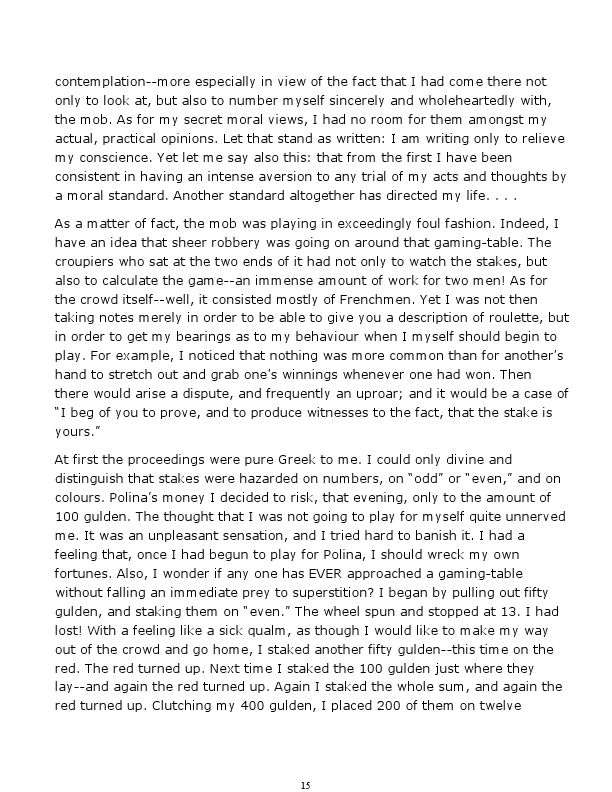 contemplation--more especially in view of the fact that I had come there not
only to look at, but also to number myself sincerely and wholeheartedly with,
the mob. As for my secret moral views, I had no room for them amongst my
actual, practical opinions. Let that stand as written: I am writing only to relieve
my conscience. Yet let me say also this: that from the first I have been
consistent in having an intense aversion to any trial of my acts and thoughts by
a moral standard. Another standard altogether has directed my life. . . .
As a matter of fact, the mob was playing in exceedingly foul fashion. Indeed, I
have an idea that sheer robbery was going on around that gaming-table. The
croupiers who sat at the two ends of it had not only to watch the stakes, but
also to calculate the game--an immense amount of work for two men! As for
the crowd itself--well, it consisted mostly of Frenchmen. Yet I was not then
taking notes merely in order to be able to give you a description of roulette, but
in order to get my bearings as to my behaviour when I myself should begin to
play. For example, I noticed that nothing was more common than for another’s
hand to stretch out and grab one’s winnings whenever one had won. Then
there would arise a dispute, and frequently an uproar; and it would be a case of
“I beg of you to prove, and to produce witnesses to the fact, that the stake is
yours.”
At first the proceedings were pure Greek to me. I could only divine and
distinguish that stakes were hazarded on numbers, on “odd” or “even,” and on
colours. Polina’s money I decided to risk, that evening, only to the amount of
100 gulden. The thought that I was not going to play for myself quite unnerved
me. It was an unpleasant sensation, and I tried hard to banish it. I had a
feeling that, once I had begun to play for Polina, I should wreck my own
fortunes. Also, I wonder if any one has EVER approached a gaming-table
without falling an immediate prey to superstition? I began by pulling out fifty
gulden, and staking them on “even.” The wheel spun and stopped at 13. I had
lost! With a feeling like a sick qualm, as though I would like to make my way
out of the crowd and go home, I staked another fifty gulden--this time on the
red. The red turned up. Next time I staked the 100 gulden just where they
lay--and again the red turned up. Again I staked the whole sum, and again the
red turned up. Clutching my 400 gulden, I placed 200 of them on twelve
15